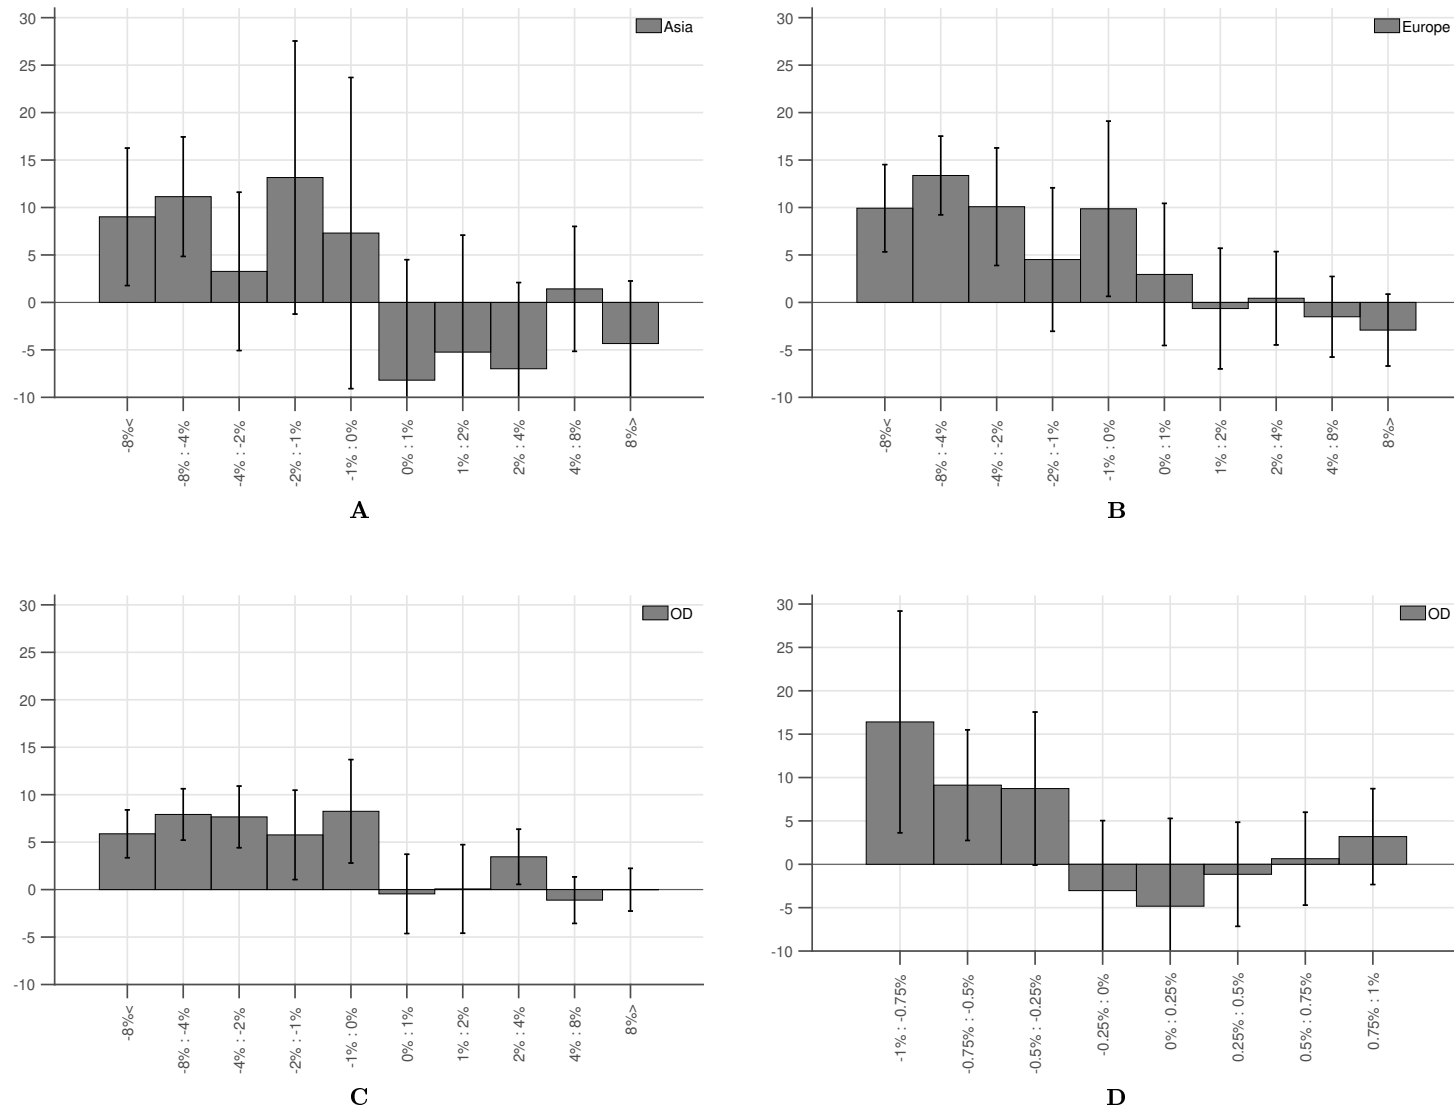 Asia
30
25
20
15
10
5
0
-5
-10
-8%<
-8% : -4%
-4% : -2%
-2% : -1%
-1% : 0%
0% : 1%
1% : 2%
2% : 4%
4% : 8%
8%>
A
Europe
30
25
20
15
10
5
0
-5
-10
-8%<
-8% : -4%
-4% : -2%
-2% : -1%
-1% : 0%
0% : 1%
1% : 2%
2% : 4%
4% : 8%
8%>
B
OD
30
25
20
15
10
5
0
-5
-10
-8%<
-8% : -4%
-4% : -2%
-2% : -1%
-1% : 0%
0% : 1%
1% : 2%
2% : 4%
4% : 8%
8%>
C
OD
30
25
20
15
10
5
0
-5
-10
-1% : -0.75%
-0.75% : -0.5%
-0.5% : -0.25%
-0.25% : 0%
0% : 0.25%
0.25% : 0.5%
0.5% : 0.75%
0.75% : 1%
D